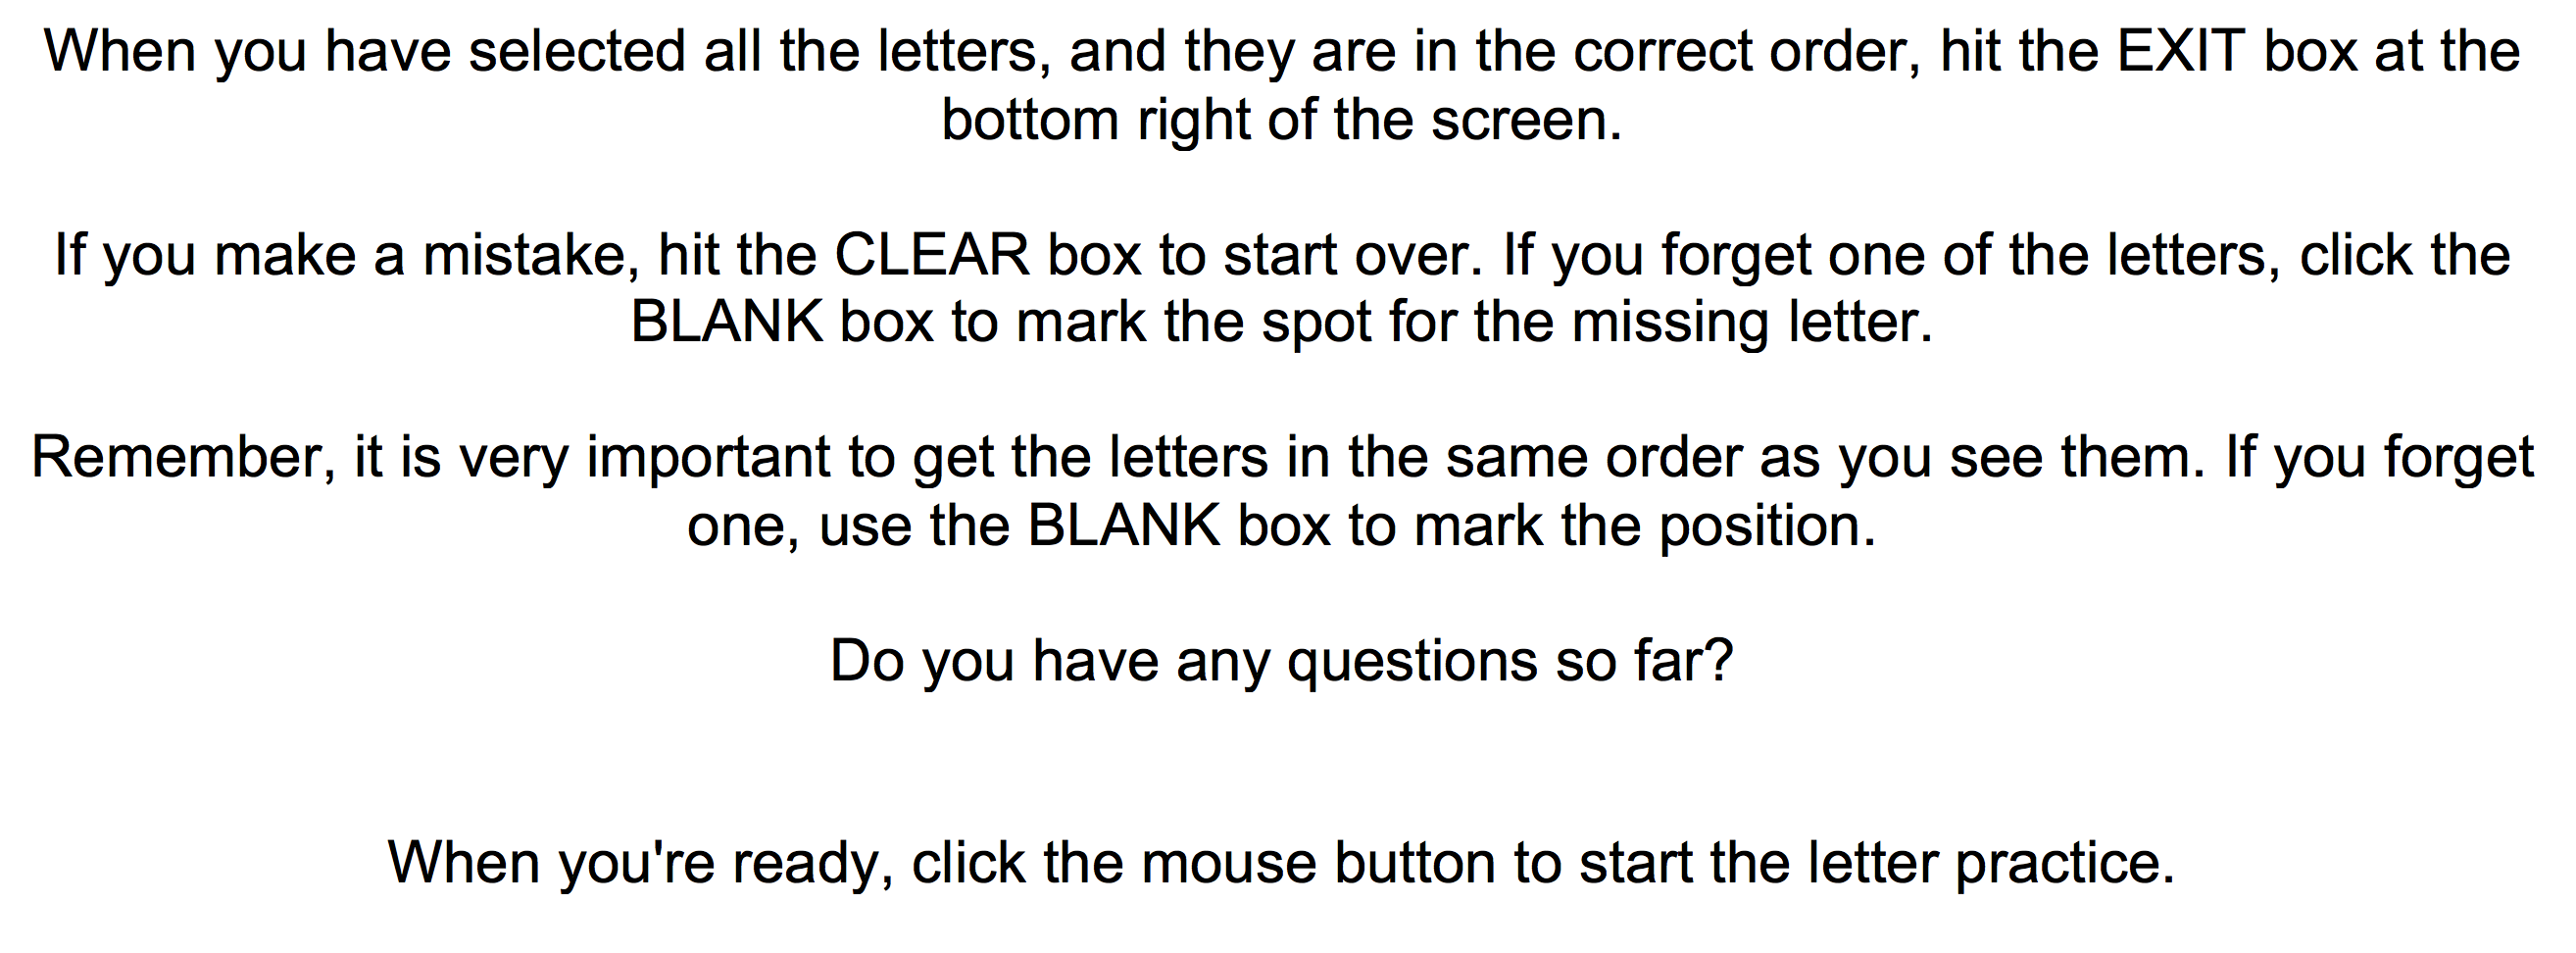 When you have selected all the letters, and they are in the correct order, hit the EXIT box at the
bottom right of the screen.
If you make a mistake, hit the CLEAR box to start over. If you forget one of the letters, click the
BLANK box to mark the spot for the missing letter.
Remember, it is very important to get the letters in the same order as you see them. If you forget
one, use the BLANK box to mark the position.
Do you have any questions so far?
When you're ready, click the mouse button to start the letter practice.